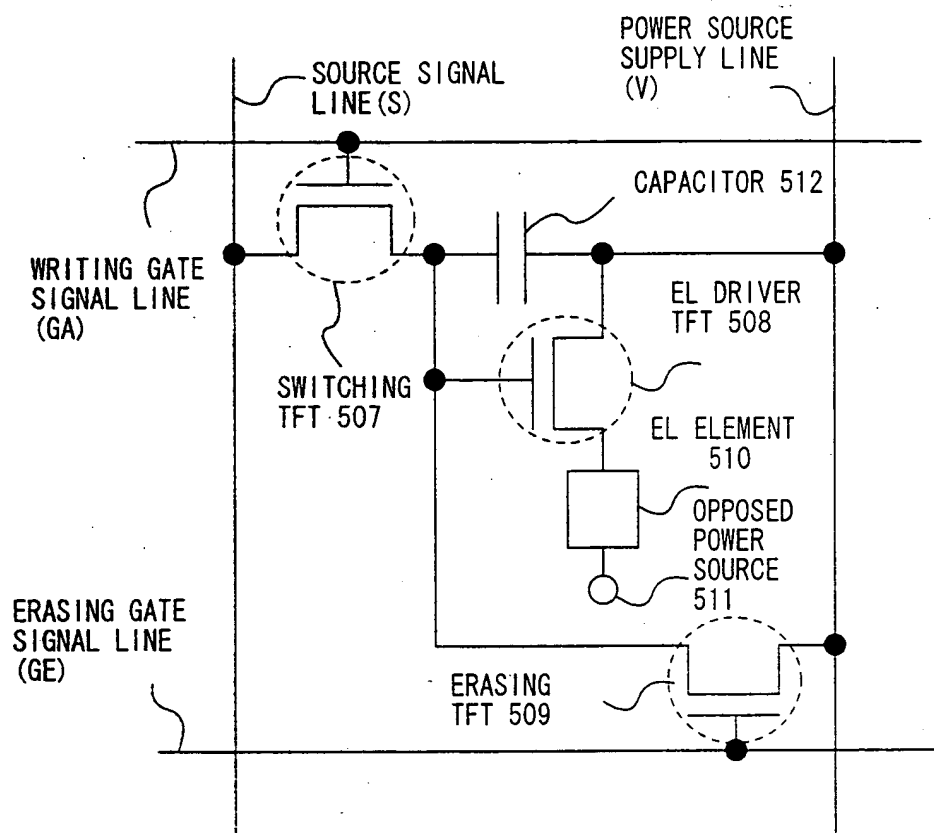 POWER SOURCE
SUPPLY LINE
(V)
SOURCE SIGNAL
LINE(S)
CAPACITOR 512
WRITING GATE
SIGNAL LINE
(GA)
EL DRIVER
TFT 508
SWITCHING
TFT 507
EL ELEMENT
510
OPPOSED
POWER
SOURCE
511
ERASING GATE
SIGNAL LINE
(GE)
ERASING
TFT 509